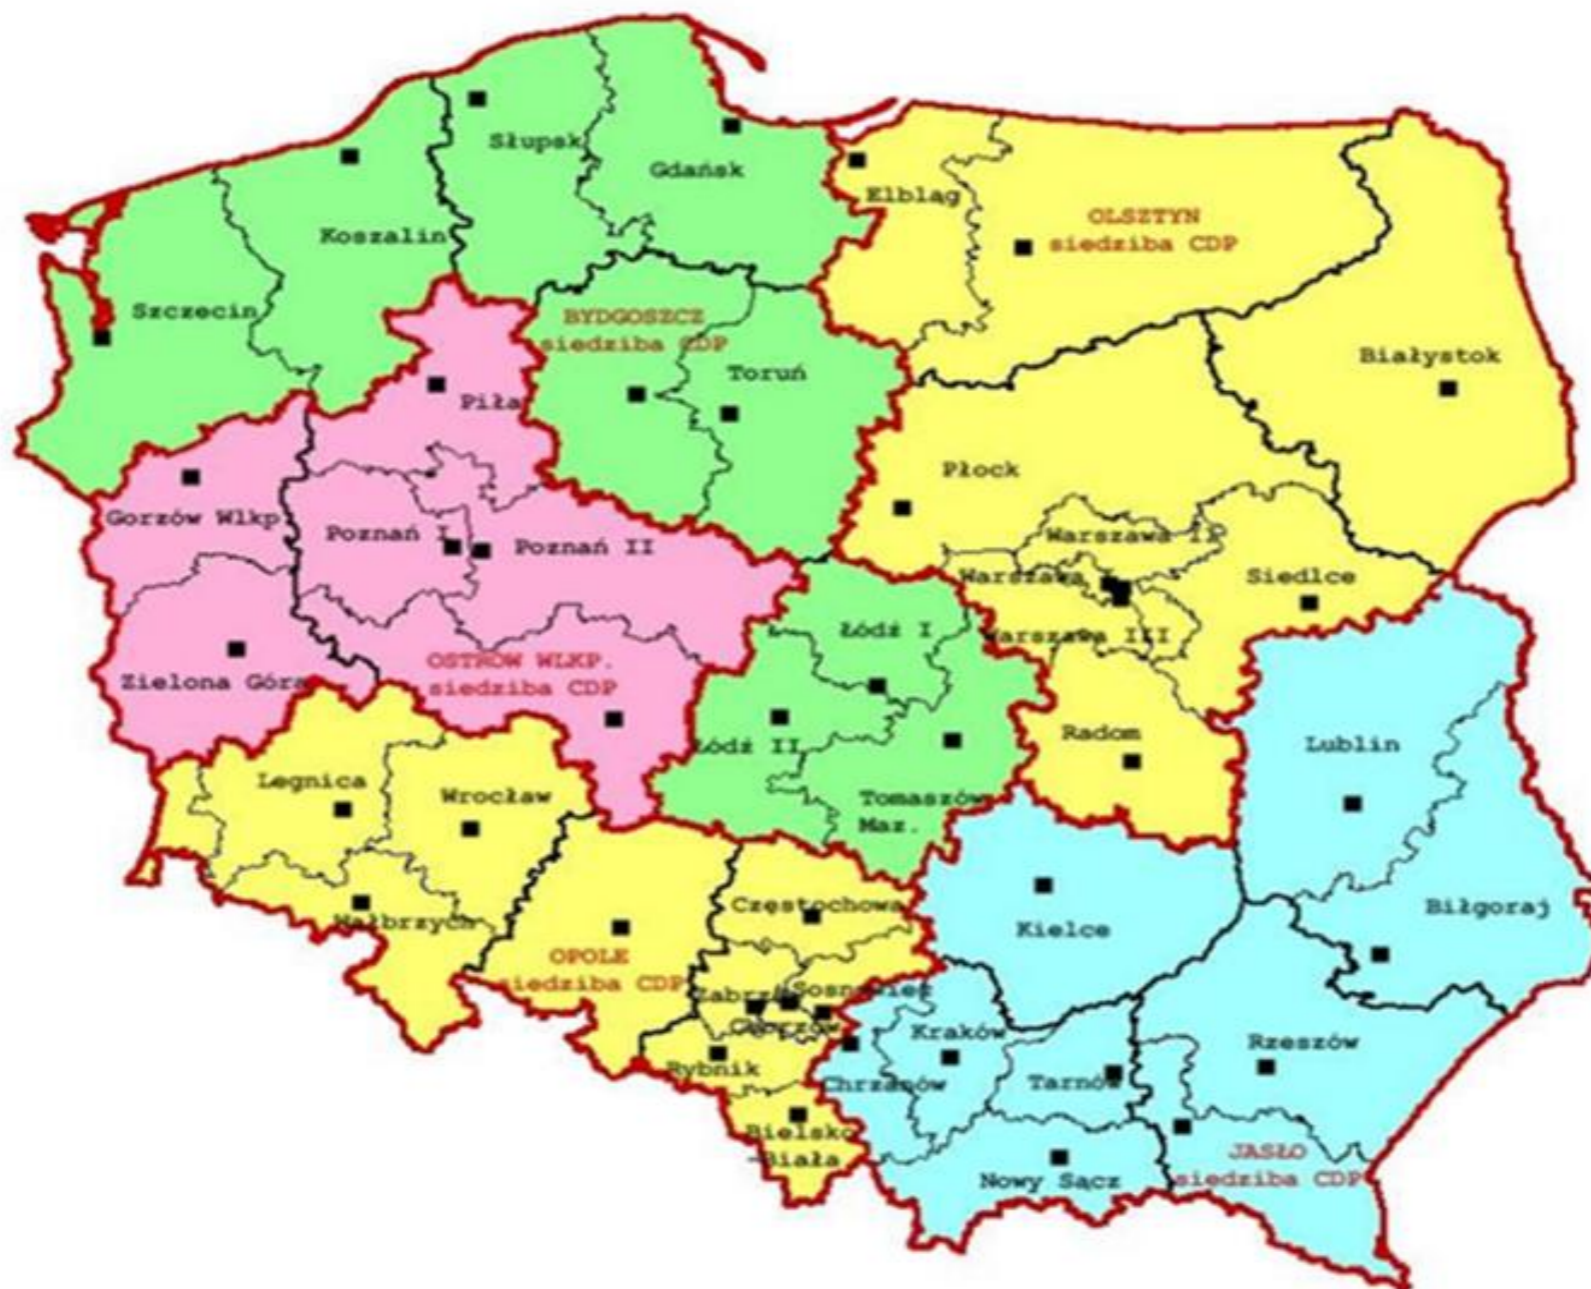 Słupsk
Gdańsk
Elbląg
OLSZTYN
siedziba CDP
Koszalin
Szczecin
BYDGOSZCZ
siedziba CDP
Toruń
Białystok
Piła
Płock
Gorzów Wlkp.
Poznań I
Poznań II
Warszawa II
Warszawa I
Siedlce
Warszawa III
Łódź I
OSTRÓW WLKP.
siedziba CDP
Zielona Góra
Radom
Lublin
Łódź II
Legnica
Wrocław
Tomaszów
Maz.
Częstochowa
Wałbrzych
Kielce
Biłgoraj
OPOLE
siedziba CDP
Zabrze
Sosnowiec
Chorzów
Kraków
Rzeszów
Rybnik
Chrzanów
Tarnów
Bielsko
-Biała
JASŁO
siedziba CDP
Nowy Sącz